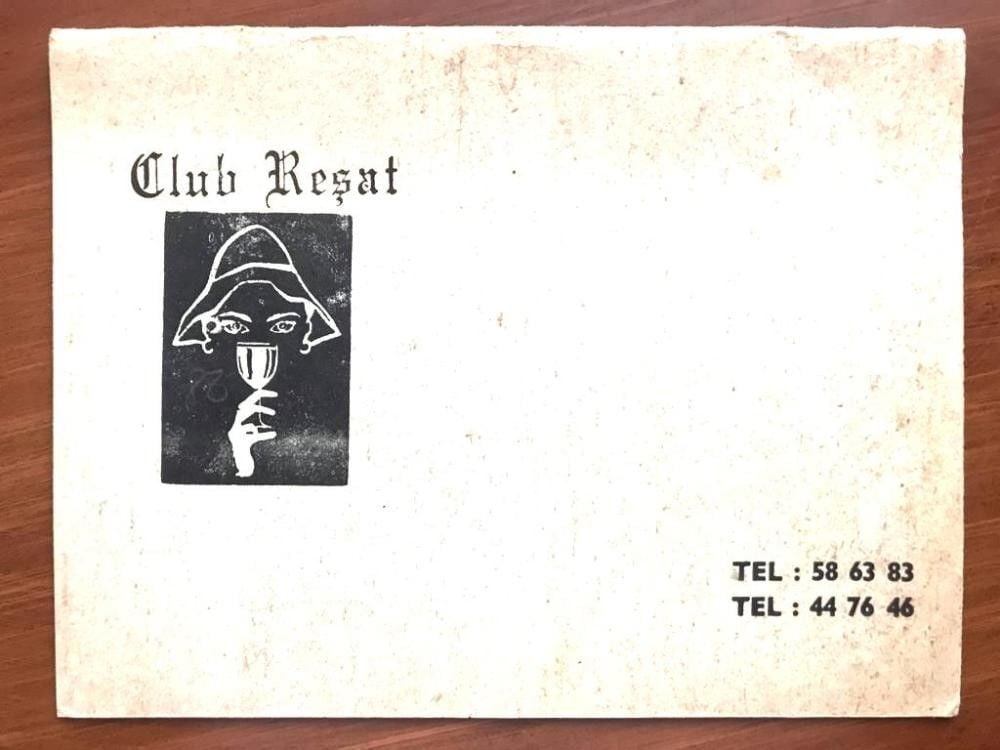 Club Reşat
TEL : 58 63 83
TEL : 44 76 46